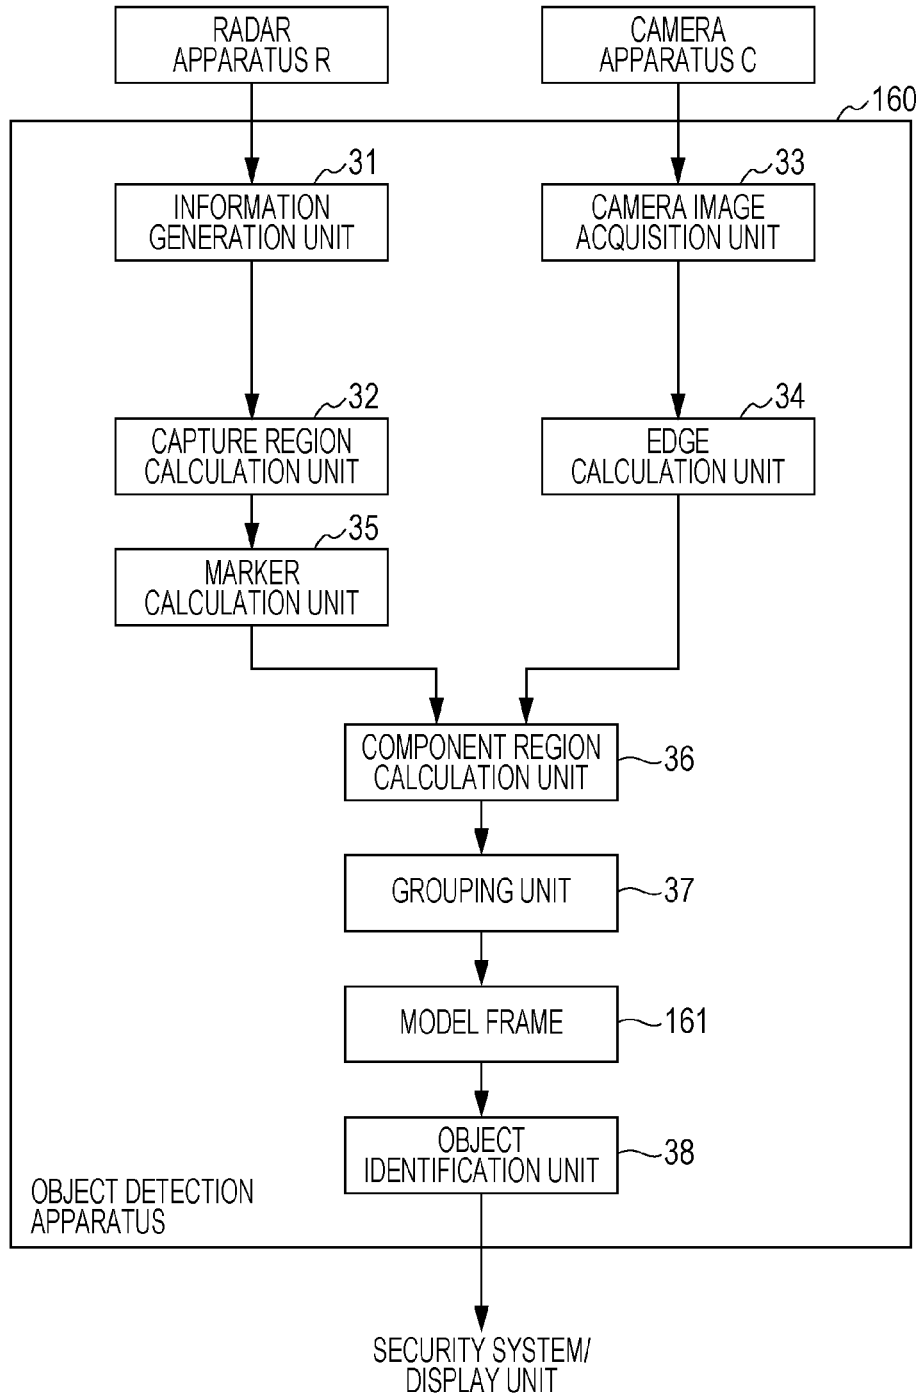 RADAR
APPARATUS R
CAMERA
APPARATUS C
160
31
INFORMATION
GENERATION UNIT
33
CAMERA IMAGE
ACQUISITION UNIT
32
CAPTURE REGION
CALCULATION UNIT
34
EDGE
CALCULATION UNIT
35
MARKER
CALCULATION UNIT
COMPONENT REGION
CALCULATION UNIT
36
GROUPING UNIT
37
MODEL FRAME
161
OBJECT
IDENTIFICATION UNIT
38
OBJECT DETECTION
APPARATUS
SECURITY SYSTEM/
DISPLAY UNIT